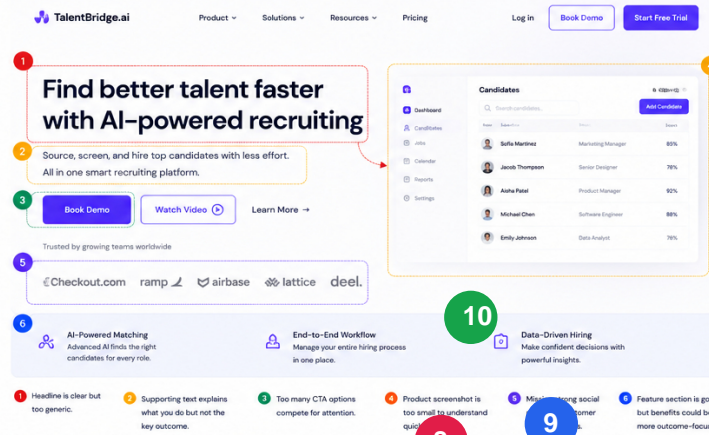 TalentBridge.ai
Product
Solutions
Resources
Pricing
Log in
Book Demo
Start Free Trial
1
Find better talent faster
with AI-powered recruiting
2
Source, screen, and hire top candidates with less effort.
All in one smart recruiting platform.
3
Book Demo
Watch Video
Learn More →
Trusted by growing teams worldwide
5
Checkout.com
ramp
airbase
lattice
deel.
Candidates
Dashboard
Search candidates...
Add Candidate
Candidates
Jobs
Calendar
Reports
Settings
Sofia Martinez Marketing Manager 85%
Jacob Thompson Senior Designer 78%
Aisha Patel Product Manager 92%
Michael Chen Software Engineer 88%
Emily Johnson Data Analyst 79%
6
10
AI-Powered Matching
Advanced AI finds the right
candidates for every role.
End-to-End Workflow
Manage your entire hiring process
in one place.
Data-Driven Hiring
Make confident decisions with
powerful insights.
1 Headline is clear but
too generic.
2 Supporting text explains
what you do but not the
key outcome.
3 Too many CTA options
compete for attention.
4 Product screenshot is
too small to understand
5 social
9
6 Feature section is
but benefits could
more